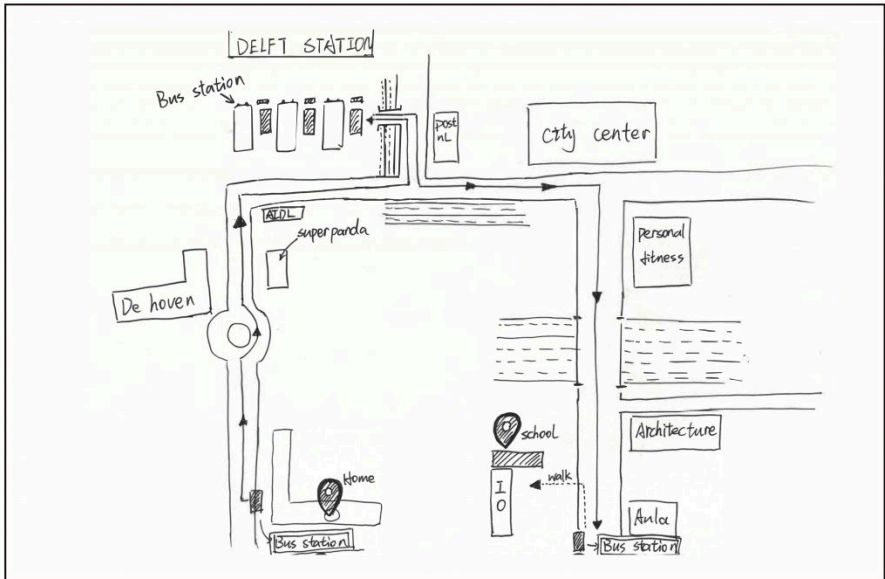 DELFT STATION
Bus station
post
nL
City center
AIDL
superpanda
personal
fitness
De hoven
school
Architecture
walk
I
O
Home
Aula
Bus station
Bus station